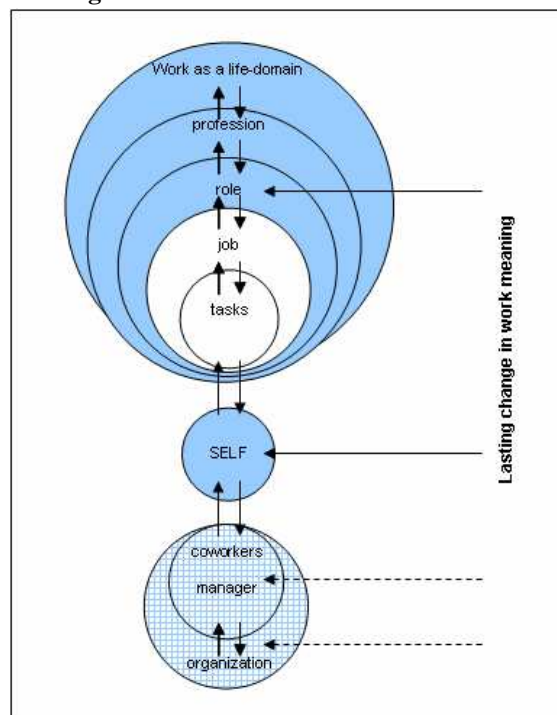 Work as a life-domain
profession
role
job
tasks
SELF
coworkers
manager
organization
Lasting change in work meaning